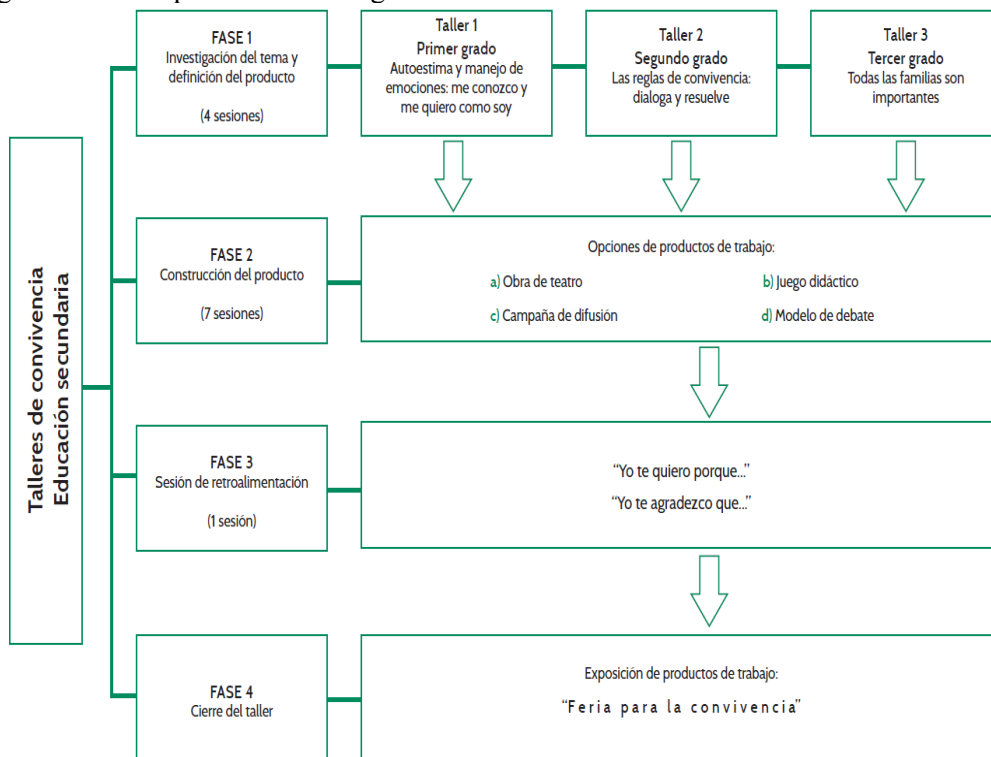 Talleres de convivencia
Educación secundaria
FASE 1
Investigación del tema y
definición del producto
(4 sesiones)
Taller 1
Primer grado
Autoestima y manejo de
emociones: me conozco y
me quiero como soy
Taller 2
Segundo grado
Las reglas de convivencia:
dialoga y resuelve
Taller 3
Tercer grado
Todas las familias son
importantes
FASE 2
Construcción del producto
(7 sesiones)
Opciones de productos de trabajo:
a) Obra de teatro
b) Juego didáctico
c) Campaña de difusión
d) Modelo de debate
FASE 3
Sesión de retroalimentación
(1 sesión)
“Yo te quiero porque...”
“Yo te agradezco que...”
FASE 4
Cierre del taller
Exposición de productos de trabajo:
“Feria para la convivencia”